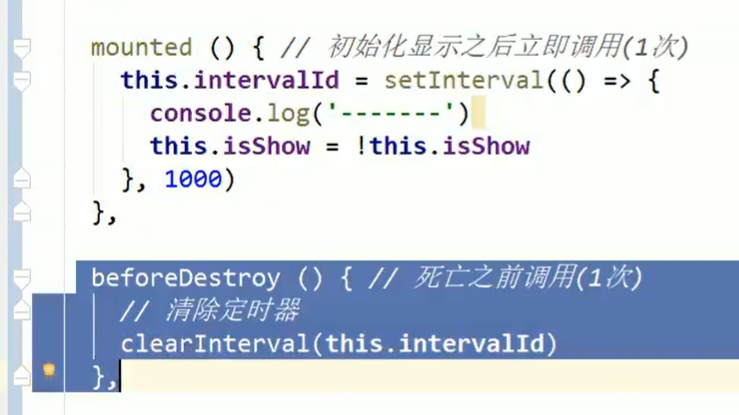 mounted () { // 初始化显示之后立即调用(1次)
this.intervalId = setInterval(() => {
console.log('-------')
this.isShow = !this.isShow
}, 1000)
},
beforeDestroy () { // 死亡之前调用(1次)
// 清除定时器
clearInterval(this.intervalId)
},